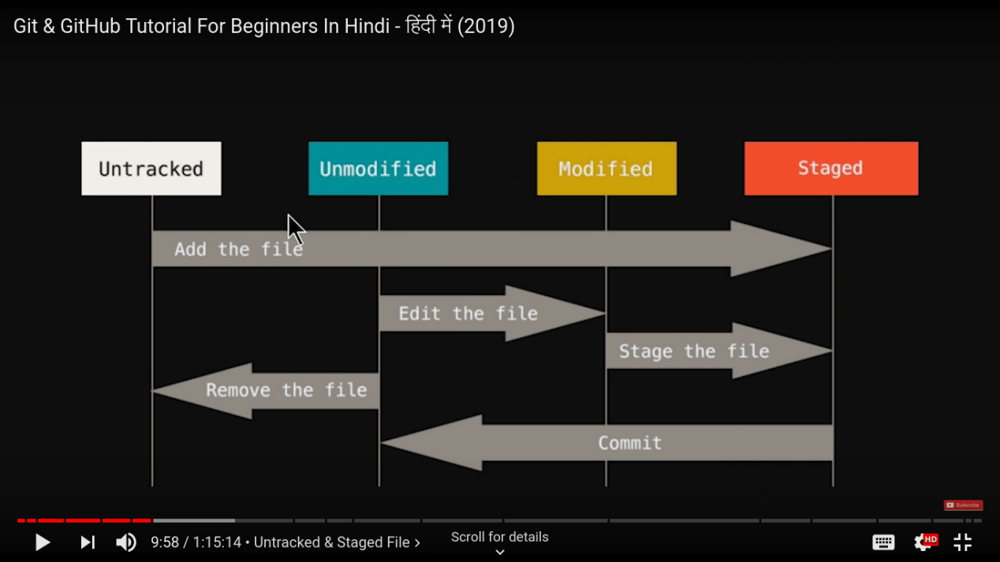 Git & GitHub Tutorial For Beginners In Hindi - हिंदी में (2019)
Untracked
Unmodified
Modified
Staged
Add the file
Edit the file
Stage the file
Remove the file
Commit
Subscribe
9:58 / 1:15:14 • Untracked & Staged File ›
Scroll for details
HD